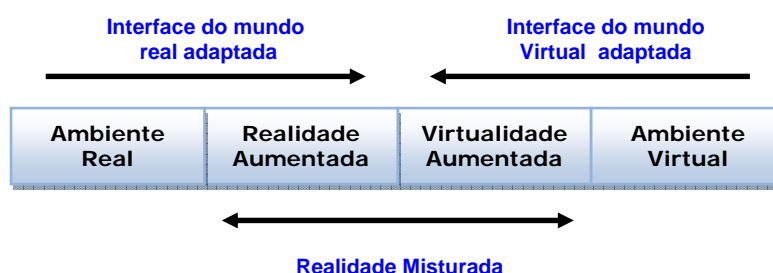 Interface do mundo
real adaptada
Interface do mundo
Virtual adaptada
Ambiente
Real
Realidade
Aumentada
Virtualidade
Aumentada
Ambiente
Virtual
Realidade Misturada